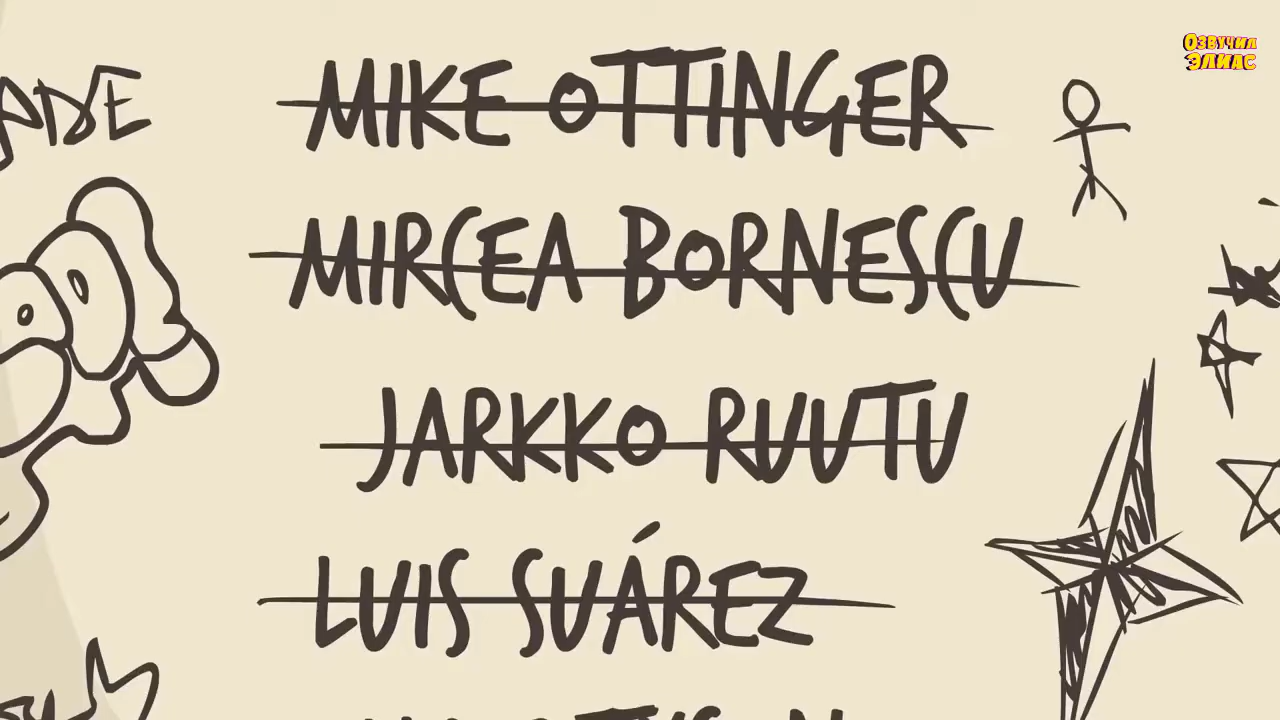 Озвучил
Элиас
MIKE OTTINGER
MIRCEA BORNESCU
JARKKO RUUTU
LUIS SUÁREZ